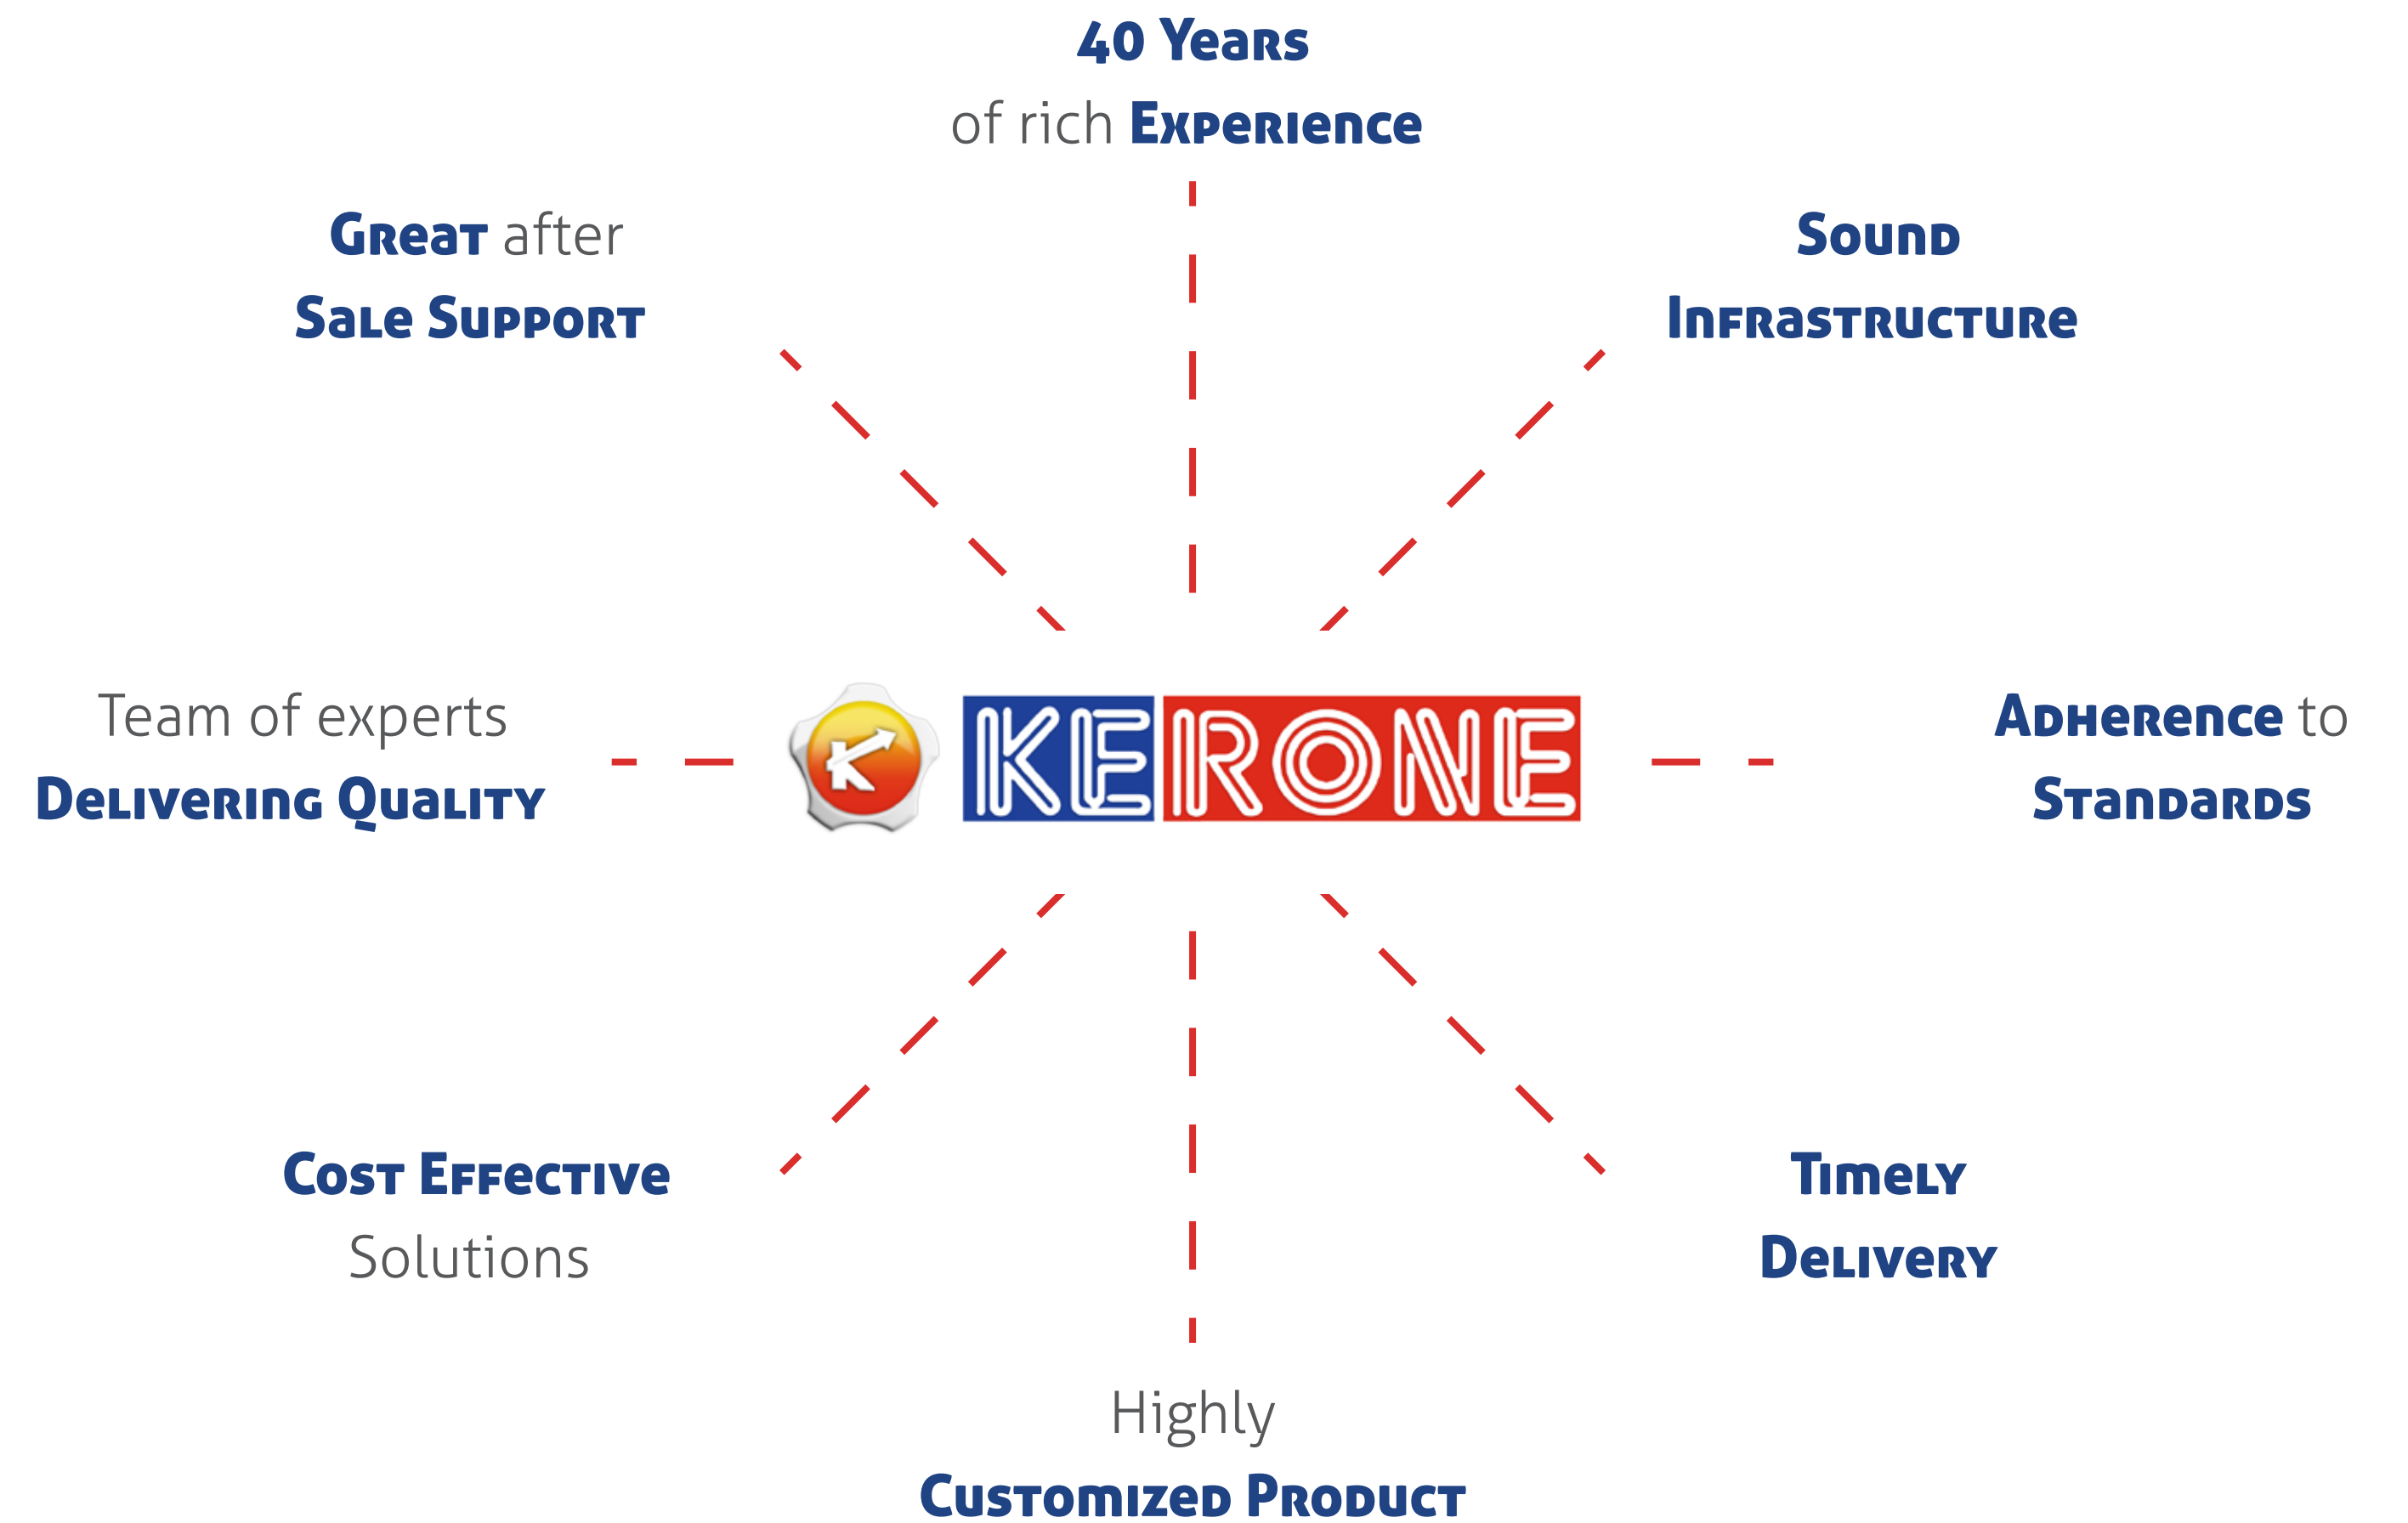 40 Years
of rich Experience
Great after
Sale Support
Sound
Infrastructure
Team of experts
Delivering Quality
K KERONE
Adherence to
Standards
Cost Effective
Solutions
Timely
Delivery
Highly
Customized Product